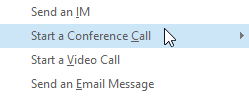 Send an IM
Start a Conference Call
Start a Video Call
Send an Email Message